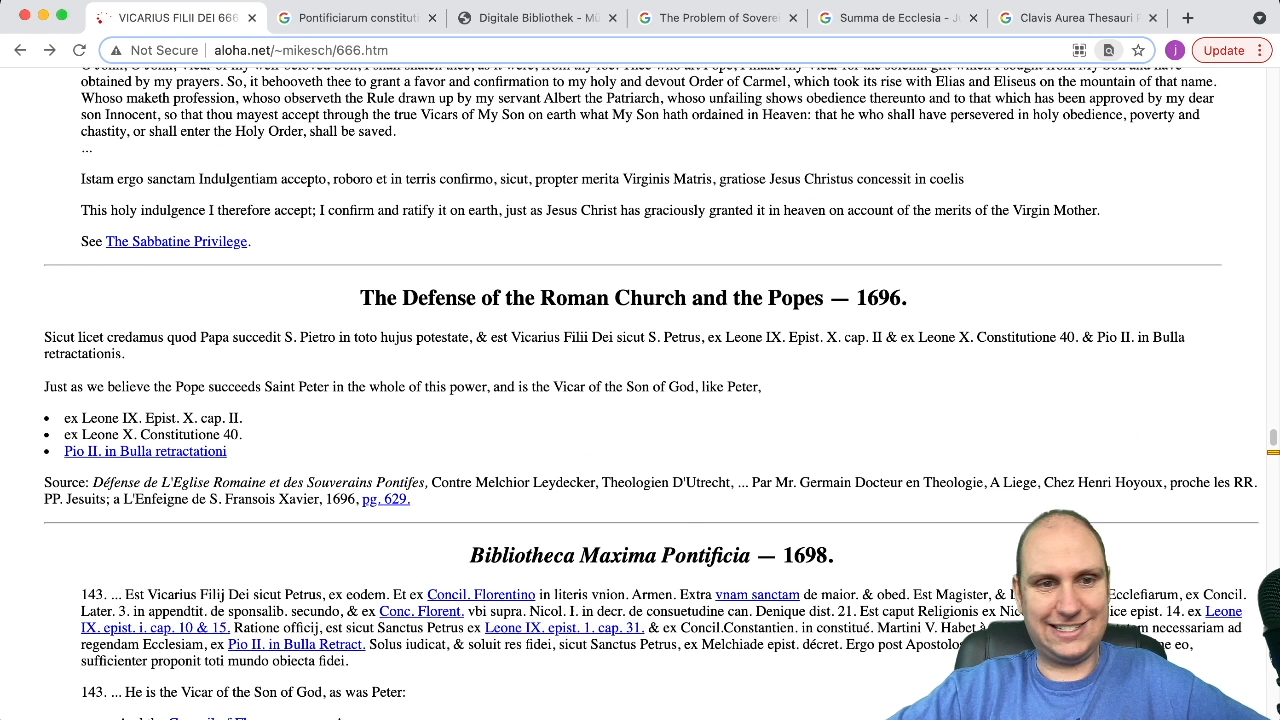 VICARIUS FILII DEI 666
Pontificiarum constituti
Digitale Bibliothek - Mü
The Problem of Soverei
Summa de Ecclesia - Ju
Clavis Aurea Thesauri P
Not Secure aloha.net/~mikesch/666.htm
j
Update
obtained by my prayers. So, it behooveth thee to grant a favor and confirmation to my holy and devout Order of Carmel, which took its rise with Elias and Eliseus on the mountain of that name.
Whoso maketh profession, whoso observeth the Rule drawn up by my servant Albert the Patriarch, whoso unfailing shows obedience thereunto and to that which has been approved by my dear
son Innocent, so that thou mayest accept through the true Vicars of My Son on earth what My Son hath ordained in Heaven: that he who shall have persevered in holy obedience, poverty and
chastity, or shall enter the Holy Order, shall be saved.
...
Istam ergo sanctam Indulgentiam accepto, roboro et in terris confirmo, sicut, propter merita Virginis Matris, gratiose Jesus Christus concessit in coelis
This holy indulgence I therefore accept; I confirm and ratify it on earth, just as Jesus Christ has graciously granted it in heaven on account of the merits of the Virgin Mother.
See The Sabbatine Privilege.
The Defense of the Roman Church and the Popes — 1696.
Sicut licet credamus quod Papa succedit S. Pietro in toto hujus potestate, & est Vicarius Filii Dei sicut S. Petrus, ex Leone IX. Epist. X. cap. II & ex Leone X. Constitutione 40. & Pio II. in Bulla
retractationis.
Just as we believe the Pope succeeds Saint Peter in the whole of this power, and is the Vicar of the Son of God, like Peter,
• ex Leone IX. Epist. X. cap. II.
• ex Leone X. Constitutione 40.
• Pio II. in Bulla retractationi
Source: Défense de L'Eglise Romaine et des Souverains Pontifes, Contre Melchior Leydecker, Theologien D'Utrecht, ... Par Mr. Germain Docteur en Theologie, A Liege, Chez Henri Hoyoux, proche les RR.
PP. Jesuits; a L'Enfeigne de S. Fransois Xavier, 1696, pg. 629.
Bibliotheca Maxima Pontificia — 1698.
143. ... Est Vicarius Filij Dei sicut Petrus, ex eodem. Et ex Concil. Florentino in literis vnion. Armen. Extra vnam sanctam de maior. & obed. Est Magister, & Ecclefiarum, ex Concil.
Later. 3. in appendtit. de sponsalib. secundo, & ex Conc. Florent. vbi supra. Nicol.1. in decr. de consuetudine can. Denique dist. 21. Est caput Religionis ex Nic ice epist. 14. ex Leone
IX. epist. i. cap. 10 & 15. Ratione officij, est sicut Sanctus Petrus ex Leone IX. epist. 1. cap. 31. & ex Concil.Constantien. in constitué. Martini V. Habet necessariam ad
regendam Ecclesiam, ex Pio II. in Bulla Retract. Solus iudicat, & soluit res fidei, sicut Sanctus Petrus, ex Melchiade epist. décret. Ergo post Apostolo e eo,
sufficienter proponit toti mundo obiecta fidei.
143. ... He is the Vicar of the Son of God, as was Peter: